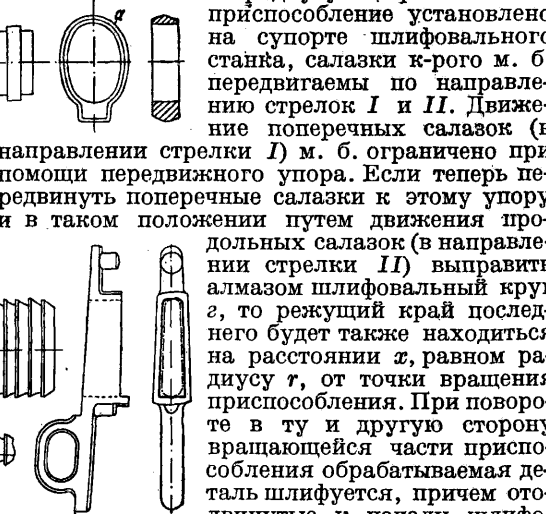 a
приспособление установлено
на супорте шлифовального
станка, салазки к-рого м. б.
передвигаемы по направле-
нию стрелок I и II. Движе-
ние поперечных салазок (в
направлении стрелки I) м. б. ограничено при
помощи передвижного упора. Если теперь пе-
редвинуть поперечные салазки к этому упору
и в таком положении путем движения про-
дольных салазок (в направле-
нии стрелки II) выправить
алмазом шлифовальный круг
г, то режущий край послед-
него будет также находиться
на расстоянии x, равном ра-
диусу r, от точки вращения
приспособления. При поворо-
те в ту и другую сторону
вращающейся части приспо-
собления обрабатываемая де-
таль шлифуется, причем ото-